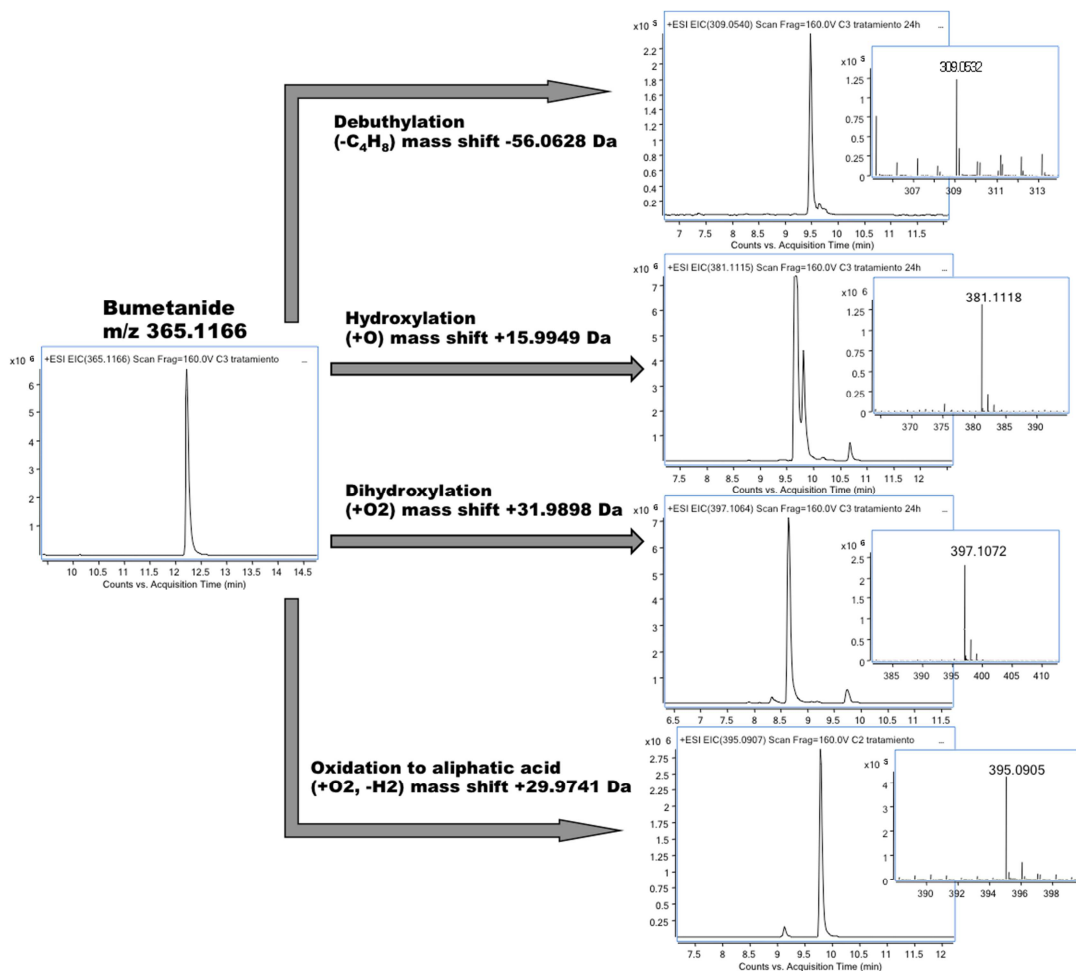 Bumetanide
m/z 365.1166
x10 6
+ESI EIC(365.1166) Scan Frag=160.0V C3 tratamiento ...
6
5
4
3
2
1
10 10.5 11 11.5 12 12.5 13 13.5 14 14.5
Counts vs. Acquisition Time (min)
Debuthylation
(-C4H8) mass shift -56.0628 Da
x10 5
+ESI EIC(309.0540) Scan Frag=160.0V C3 tratamiento 24h ...
2.2
2
1.8
1.6
1.4
1.2
1
0.8
0.6
0.4
0.2
7 7.5 8 8.5 9 9.5 10 10.5 11 11.5
Counts vs. Acquisition Time (min)
x10 5
309.0532
1.25
1
0.75
0.5
0.25
0
307 309 311 313
Hydroxylation
(+O) mass shift +15.9949 Da
x10 6
+ESI EIC(381.1115) Scan Frag=160.0V C3 tratamiento 24h ...
7
6
5
4
3
2
1
7.5 8 8.5 9 9.5 10 10.5 11 11.5 12
Counts vs. Acquisition Time (min)
x10 6
381.1118
1.25
1
0.75
0.5
0.25
0
370 375 380 385 390
Dihydroxylation
(+O2) mass shift +31.9898 Da
x10 6
+ESI EIC(397.1064) Scan Frag=160.0V C3 tratamiento 24h ...
7
6
5
4
3
2
1
6.5 7 7.5 8 8.5 9 9.5 10 10.5 11 11.5
Counts vs. Acquisition Time (min)
x10 6
397.1072
2.5
2
1.5
1
0.5
0
385 390 395 400 405 410
Oxidation to aliphatic acid
(+O2, -H2) mass shift +29.9741 Da
x10 6
+ESI EIC(395.0907) Scan Frag=160.0V C2 tratamiento ...
2.75
2.5
2.25
2
1.75
1.5
1.25
1
0.75
0.5
0.25
7.5 8 8.5 9 9.5 10 10.5 11 11.5 12
Counts vs. Acquisition Time (min)
x10 5
395.0905
4
3
2
1
0
390 392 394 396 398